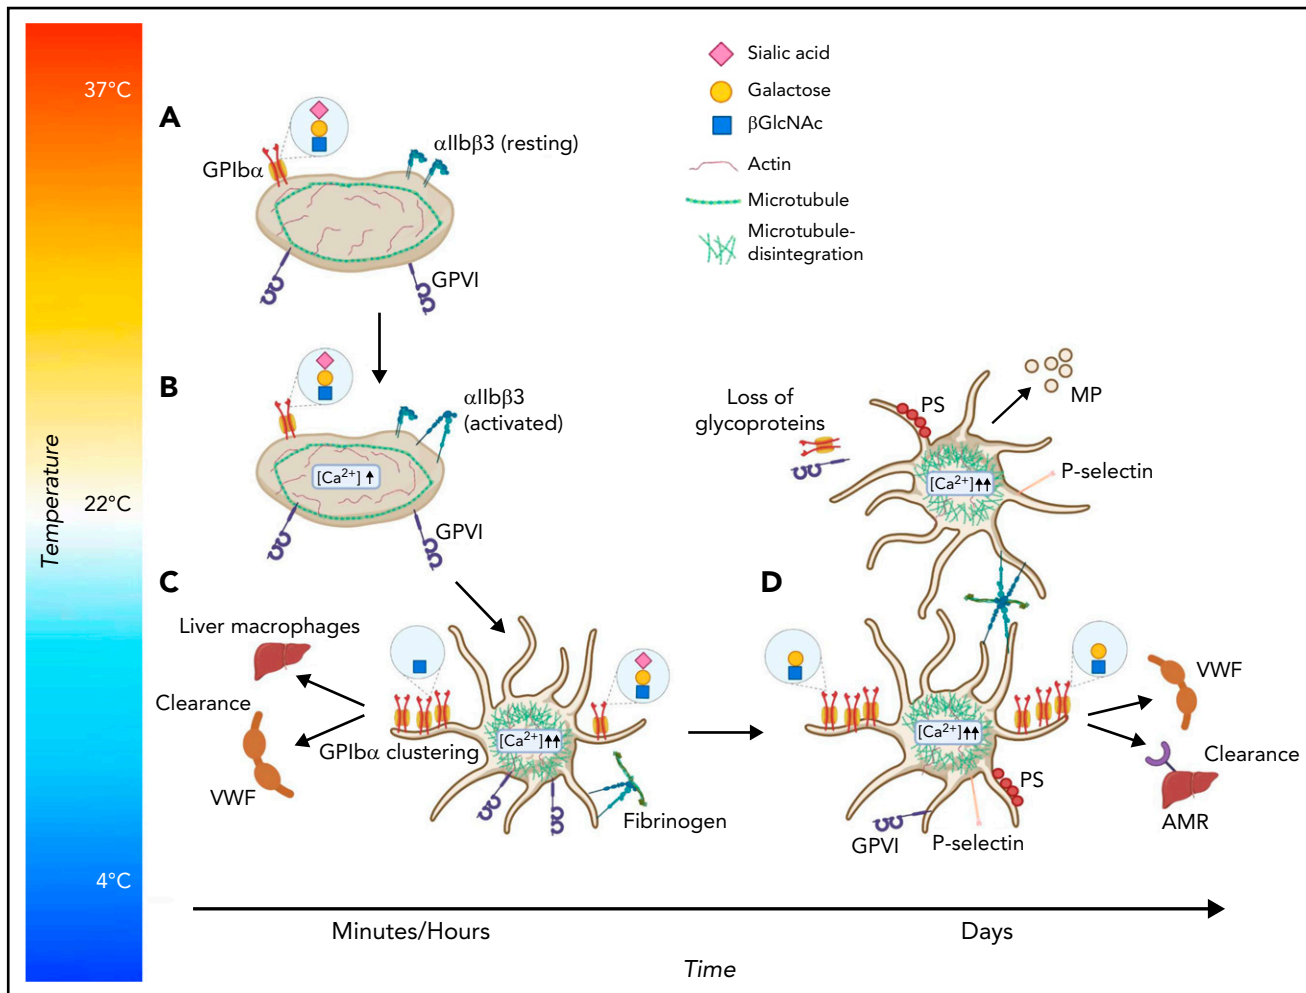 37°C
22°C
4°C
Temperature
Sialic acid
Galactose
βGlcNAc
Actin
Microtubule
Microtubule-
disintegration
A
GPIbα
αIIbβ3 (resting)
GPVI
B
αIIbβ3
(activated)
[Ca²⁺]
GPVI
C
Liver macrophages
Clearance
VWF
GPIbα clustering
[Ca²⁺]
Fibrinogen
D
Loss of
glycoproteins
PS
MP
P-selectin
[Ca²⁺]
[Ca²⁺]
VWF
Clearance
AMR
PS
GPVI
P-selectin
Minutes/Hours
Days
Time